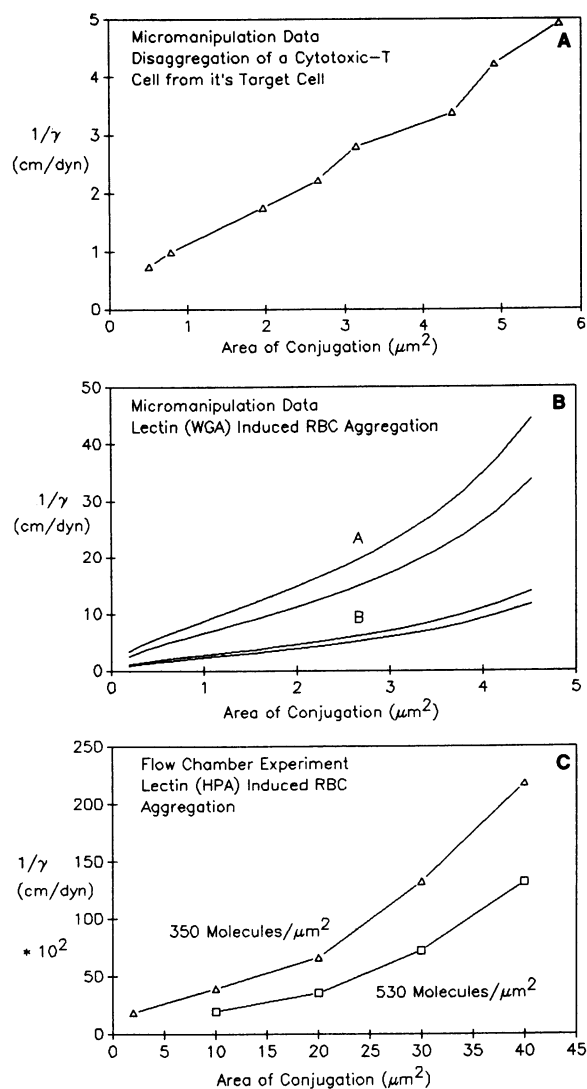 A
Micromanipulation Data
Disaggregation of a Cytotoxic-T
Cell from it's Target Cell
1/γ
(cm/dyn)
5
4
3
2
1
0
0 1 2 3 4 5 6
Area of Conjugation (μm²)
B
Micromanipulation Data
Lectin (WGA) Induced RBC Aggregation
1/γ
(cm/dyn)
50
40
30
20
10
0
A
B
0 1 2 3 4 5
Area of Conjugation (μm²)
C
Flow Chamber Experiment
Lectin (HPA) Induced RBC
Aggregation
1/γ
(cm/dyn)
* 10²
250
200
150
100
50
0
350 Molecules/μm²
530 Molecules/μm²
0 5 10 15 20 25 30 35 40 45
Area of Conjugation (μm²)